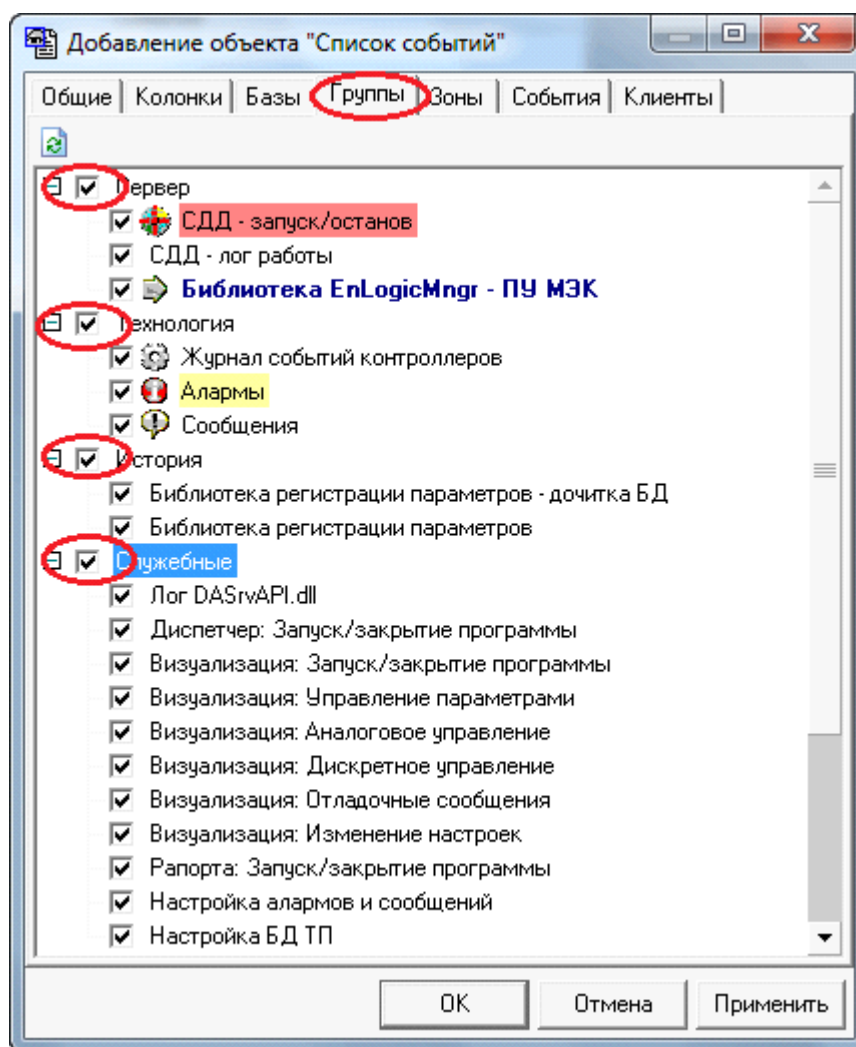 Добавление объекта "Список событий"
Общие Колонки Базы Группы Зоны События Клиенты
Сервер
СДД - запуск/останов
СДД - лог работы
Библиотека EnLogicMngr - ПУ МЭК
Технология
Журнал событий контроллеров
Алармы
Сообщения
История
Библиотека регистрации параметров - дочитка БД
Библиотека регистрации параметров
Служебные
Лог DASrvAPI.dll
Диспетчер: Запуск/закрытие программы
Визуализация: Запуск/закрытие программы
Визуализация: Управление параметрами
Визуализация: Аналоговое управление
Визуализация: Дискретное управление
Визуализация: Отладочные сообщения
Визуализация: Изменение настроек
Рапорта: Запуск/закрытие программы
Настройка алармов и сообщений
Настройка БД ТП
OK Отмена Применить